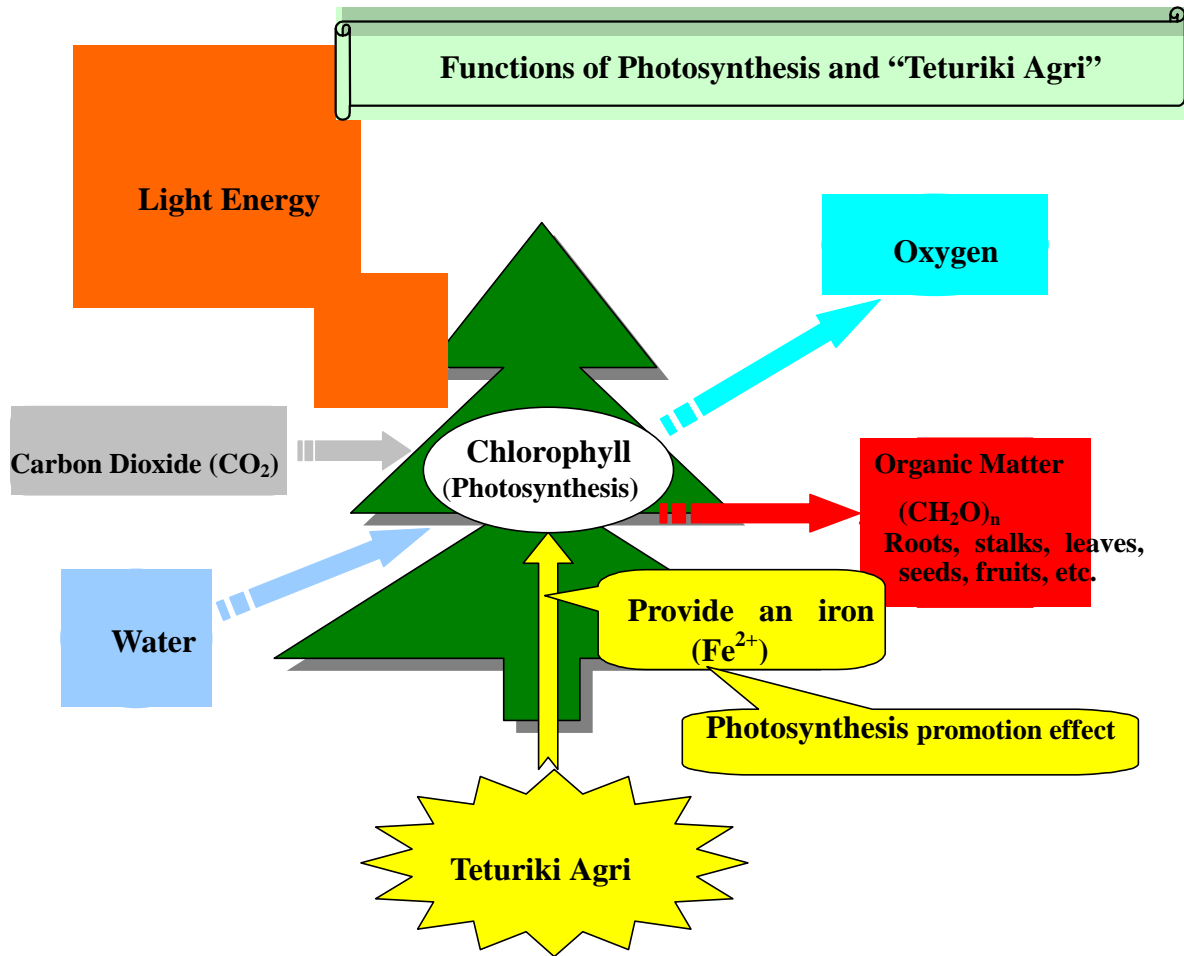 Functions of Photosynthesis and “Teturiki Agri”
Light Energy
Oxygen
Carbon Dioxide (CO₂)
Chlorophyll
(Photosynthesis)
Organic Matter
(CH₂O)ₙ
Roots, stalks, leaves,
seeds, fruits, etc.
Water
Provide an iron
(Fe²⁺)
Photosynthesis promotion effect
Teturiki Agri